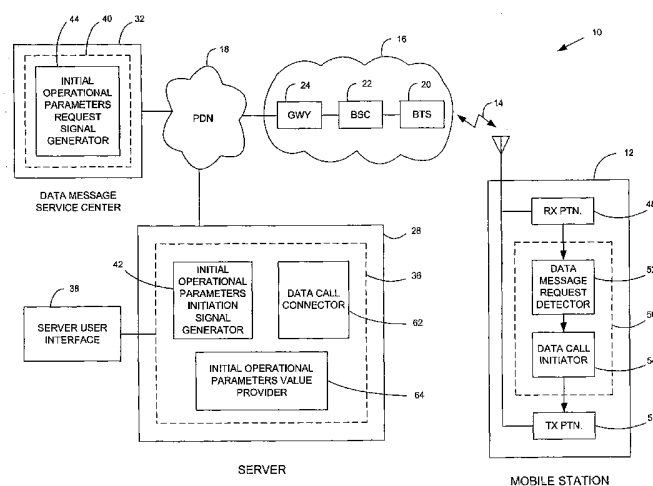 44
40
32
18
16
10
INITIAL
OPERATIONAL
PARAMETERS
REQUEST
SIGNAL
GENERATOR
DATA MESSAGE
SERVICE CENTER
PDN
24
22
20
GWY
BSC
BTS
14
12
RX PTN.
48
DATA
MESSAGE
REQUEST
DETECTOR
52
DATA CALL
INITIATOR
TX PTN.
MOBILE STATION
28
36
42
INITIAL
OPERATIONAL
PARAMETERS
INITIATION
SIGNAL
GENERATOR
DATA CALL
CONNECTOR
62
INITIAL OPERATIONAL
PARAMETERS VALUE
PROVIDER
64
38
SERVER USER
INTERFACE
SERVER